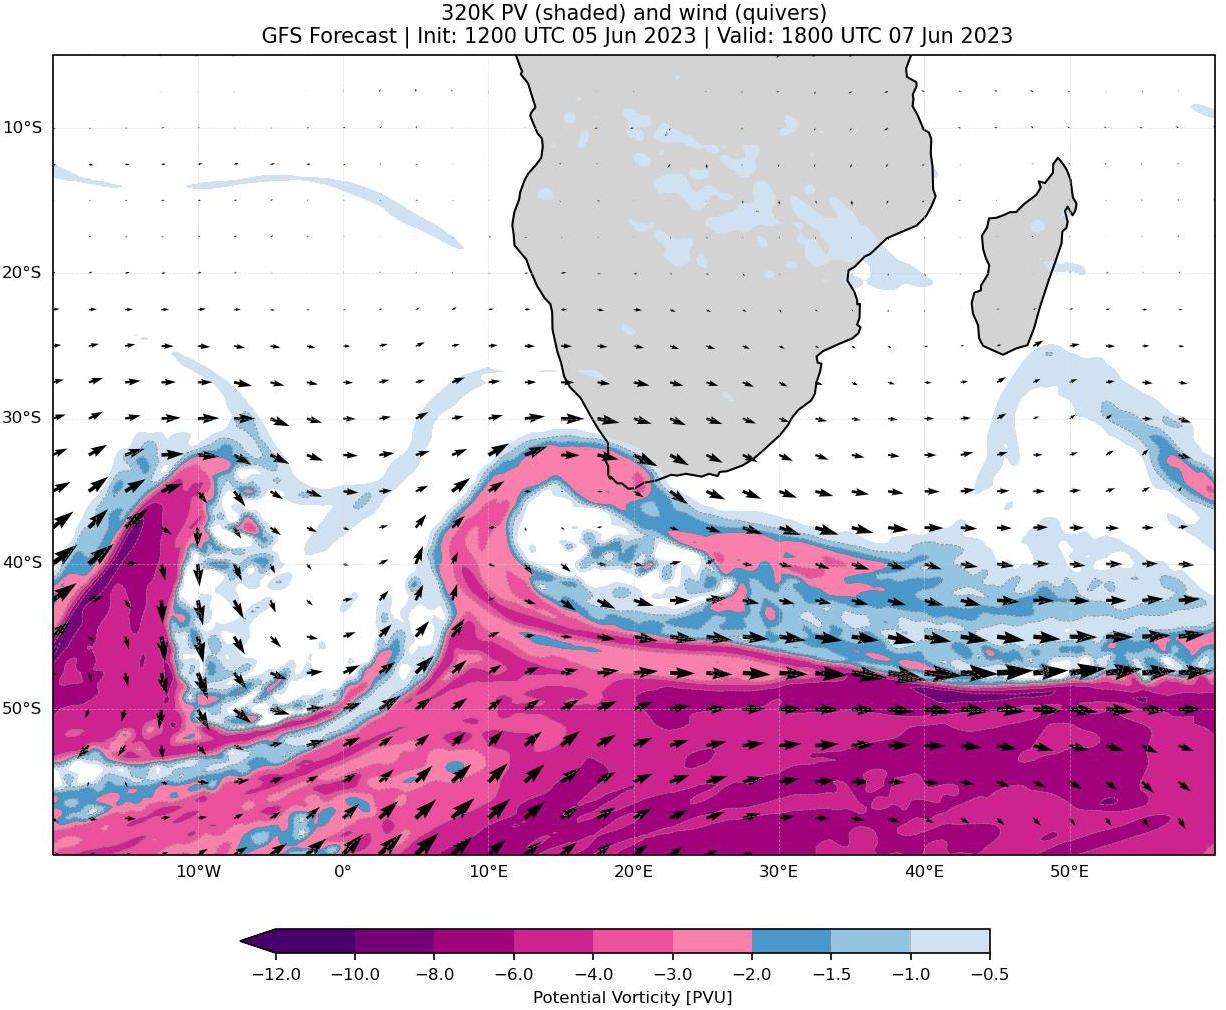 320K PV (shaded) and wind (quivers)
GFS Forecast | Init: 1200 UTC 05 Jun 2023 | Valid: 1800 UTC 07 Jun 2023
10°S
20°S
30°S
40°S
50°S
10°W 0° 10°E 20°E 30°E 40°E 50°E
−12.0 −10.0 −8.0 −6.0 −4.0 −3.0 −2.0 −1.5 −1.0 −0.5
Potential Vorticity [PVU]